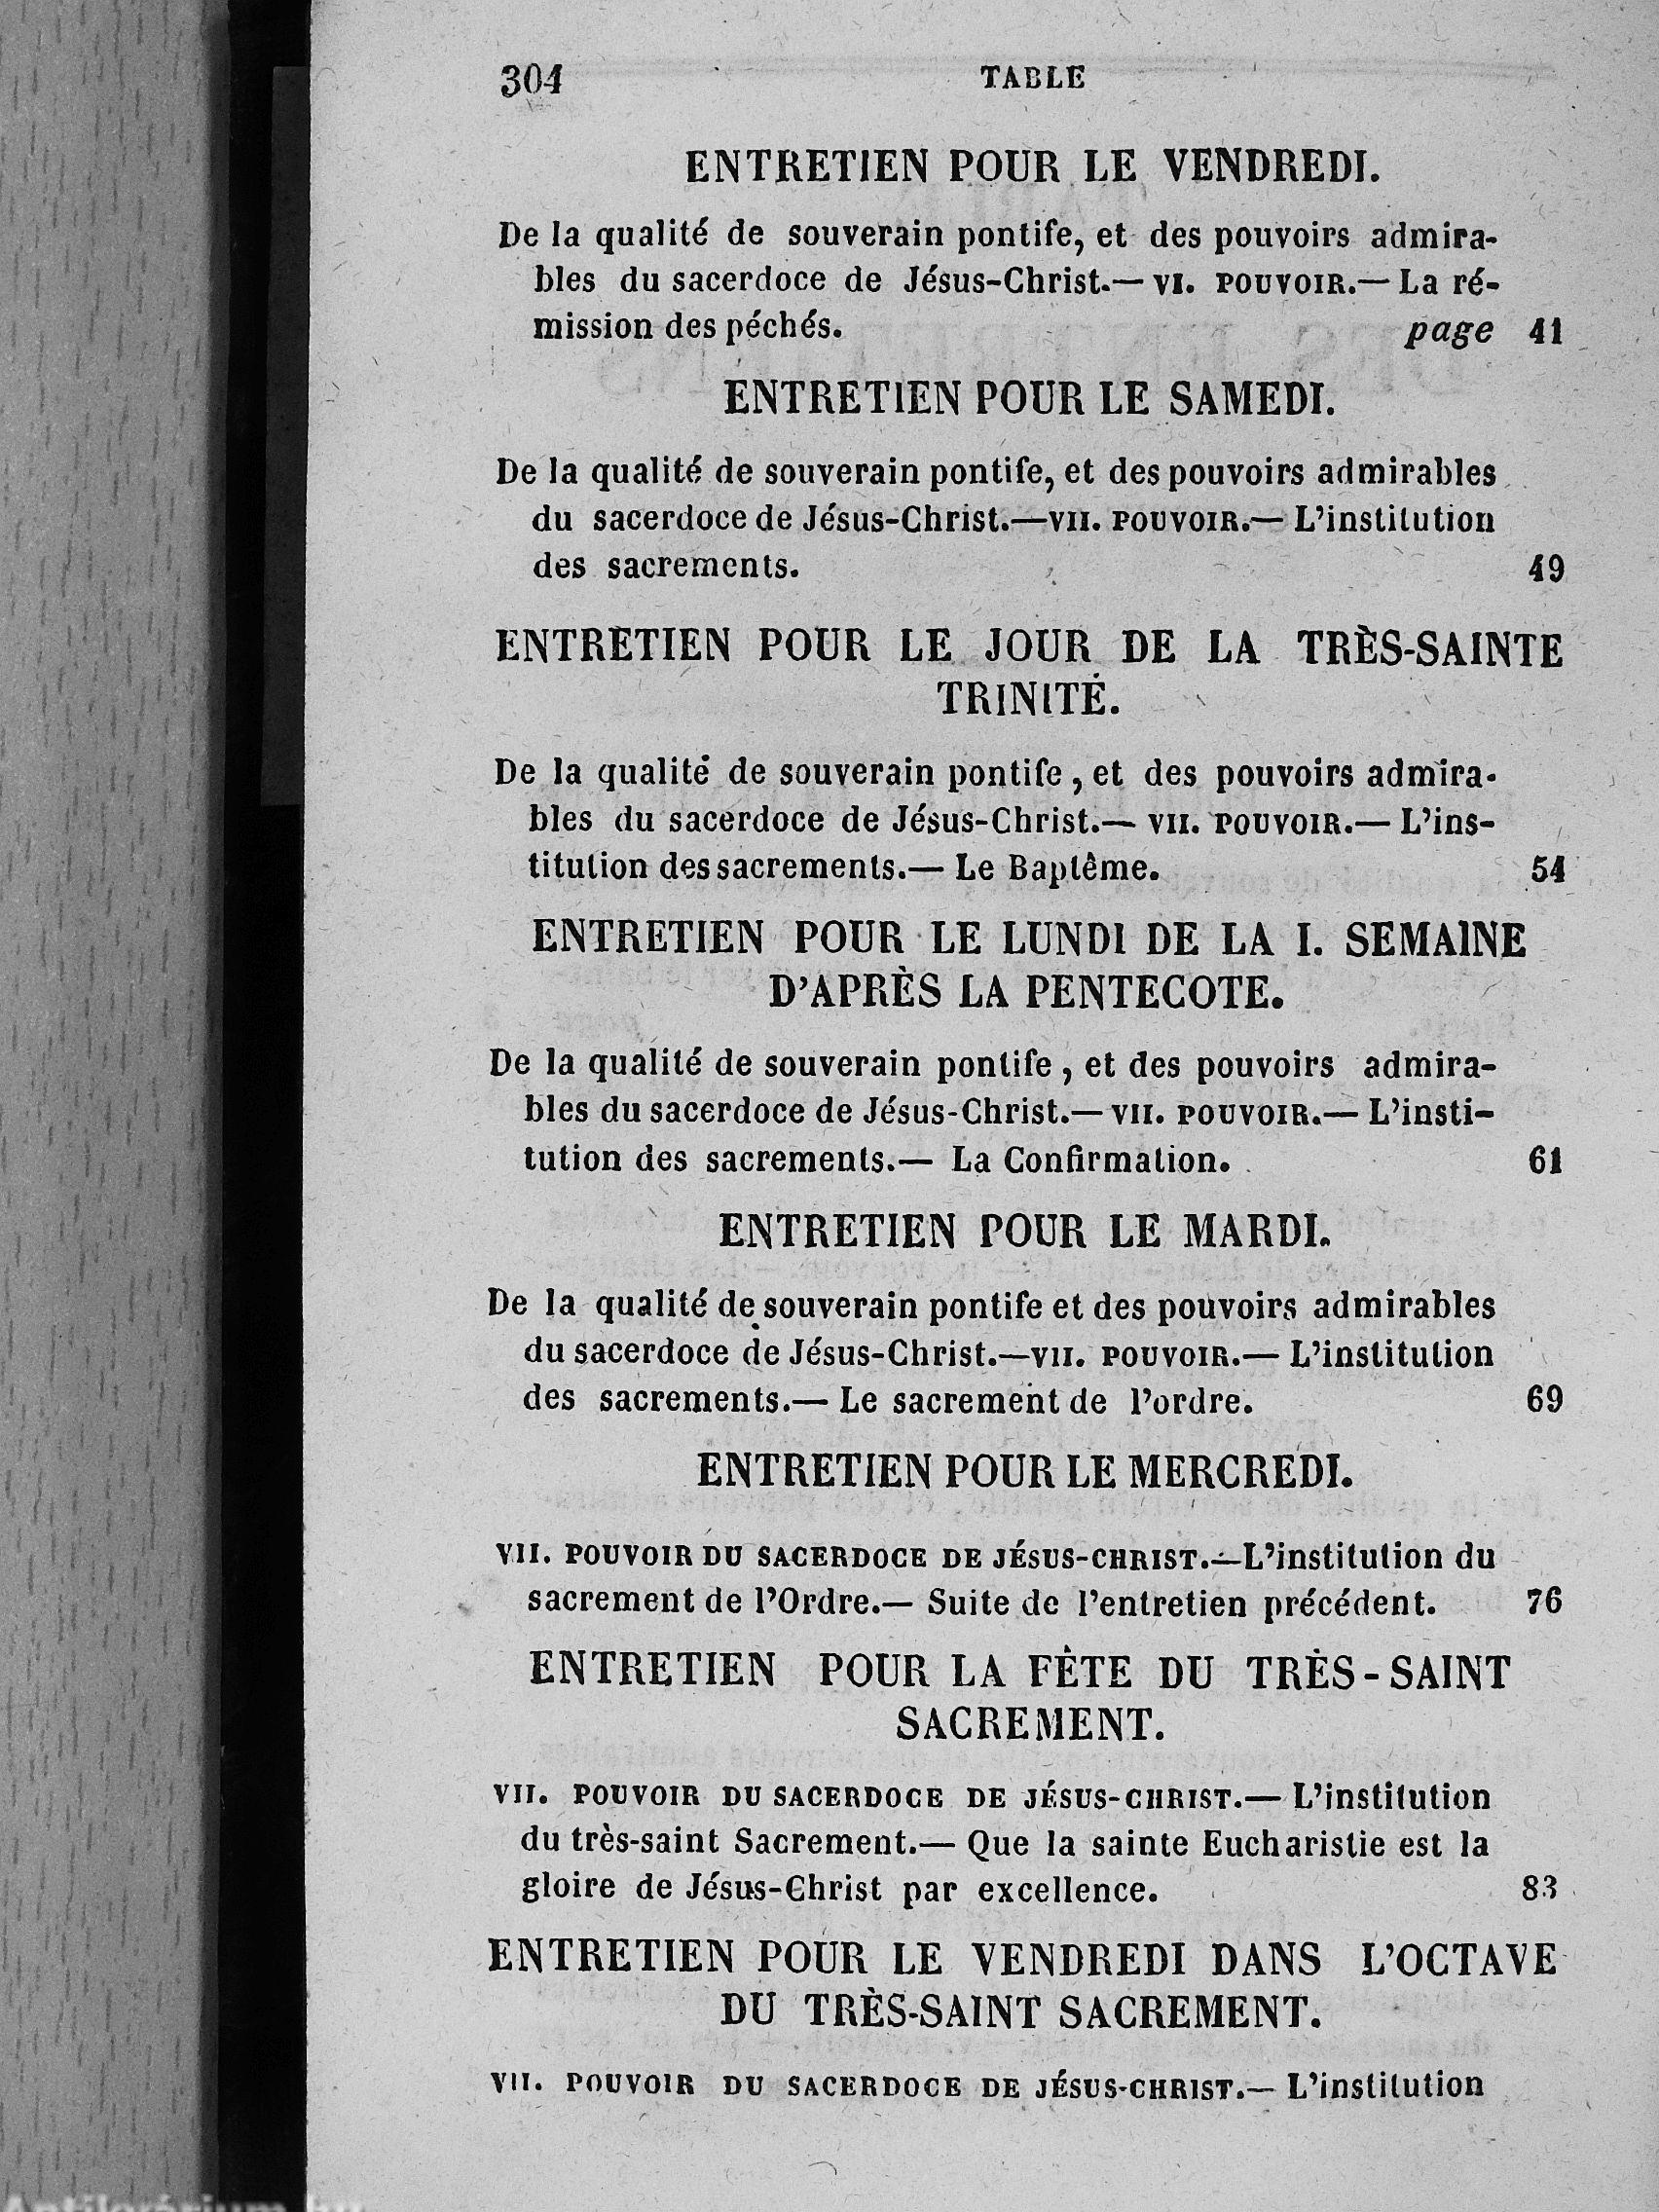 304 TABLE
ENTRETIEN POUR LE VENDREDI.
De la qualité de souverain pontife, et des pouvoirs admira-
bles du sacerdoce de Jésus-Christ.— VI. POUVOIR.— La ré-
mission des péchés. page 41
ENTRETIEN POUR LE SAMEDI.
De la qualité de souverain pontife, et des pouvoirs admirables
du sacerdoce de Jésus-Christ.—VII. POUVOIR.— L'institution
des sacrements. 49
ENTRETIEN POUR LE JOUR DE LA TRÈS-SAINTE
TRINITÉ.
De la qualité de souverain pontife, et des pouvoirs admira-
bles du sacerdoce de Jésus-Christ.— VII. POUVOIR.— L'ins-
titution des sacrements.— Le Baptême. 54
ENTRETIEN POUR LE LUNDI DE LA I. SEMAINE
D'APRÈS LA PENTECOTE.
De la qualité de souverain pontife, et des pouvoirs admira-
bles du sacerdoce de Jésus-Christ.— VII. POUVOIR.— L'insti-
tution des sacrements.— La Confirmation. 61
ENTRETIEN POUR LE MARDI.
De la qualité de souverain pontife et des pouvoirs admirables
du sacerdoce de Jésus-Christ.—VII. POUVOIR.— L'institution
des sacrements.— Le sacrement de l'ordre. 69
ENTRETIEN POUR LE MERCREDI.
VII. POUVOIR DU SACERDOCE DE JÉSUS-CHRIST.—L'institution du
sacrement de l'Ordre.— Suite de l'entretien précédent. 76
ENTRETIEN POUR LA FÊTE DU TRÈS-SAINT
SACREMENT.
VII. POUVOIR DU SACERDOCE DE JÉSUS-CHRIST.— L'institution
du très-saint Sacrement.— Que la sainte Eucharistie est la
gloire de Jésus-Christ par excellence. 83
ENTRETIEN POUR LE VENDREDI DANS L'OCTAVE
DU TRÈS-SAINT SACREMENT.
VII. POUVOIR DU SACERDOCE DE JÉSUS-CHRIST.— L'institution